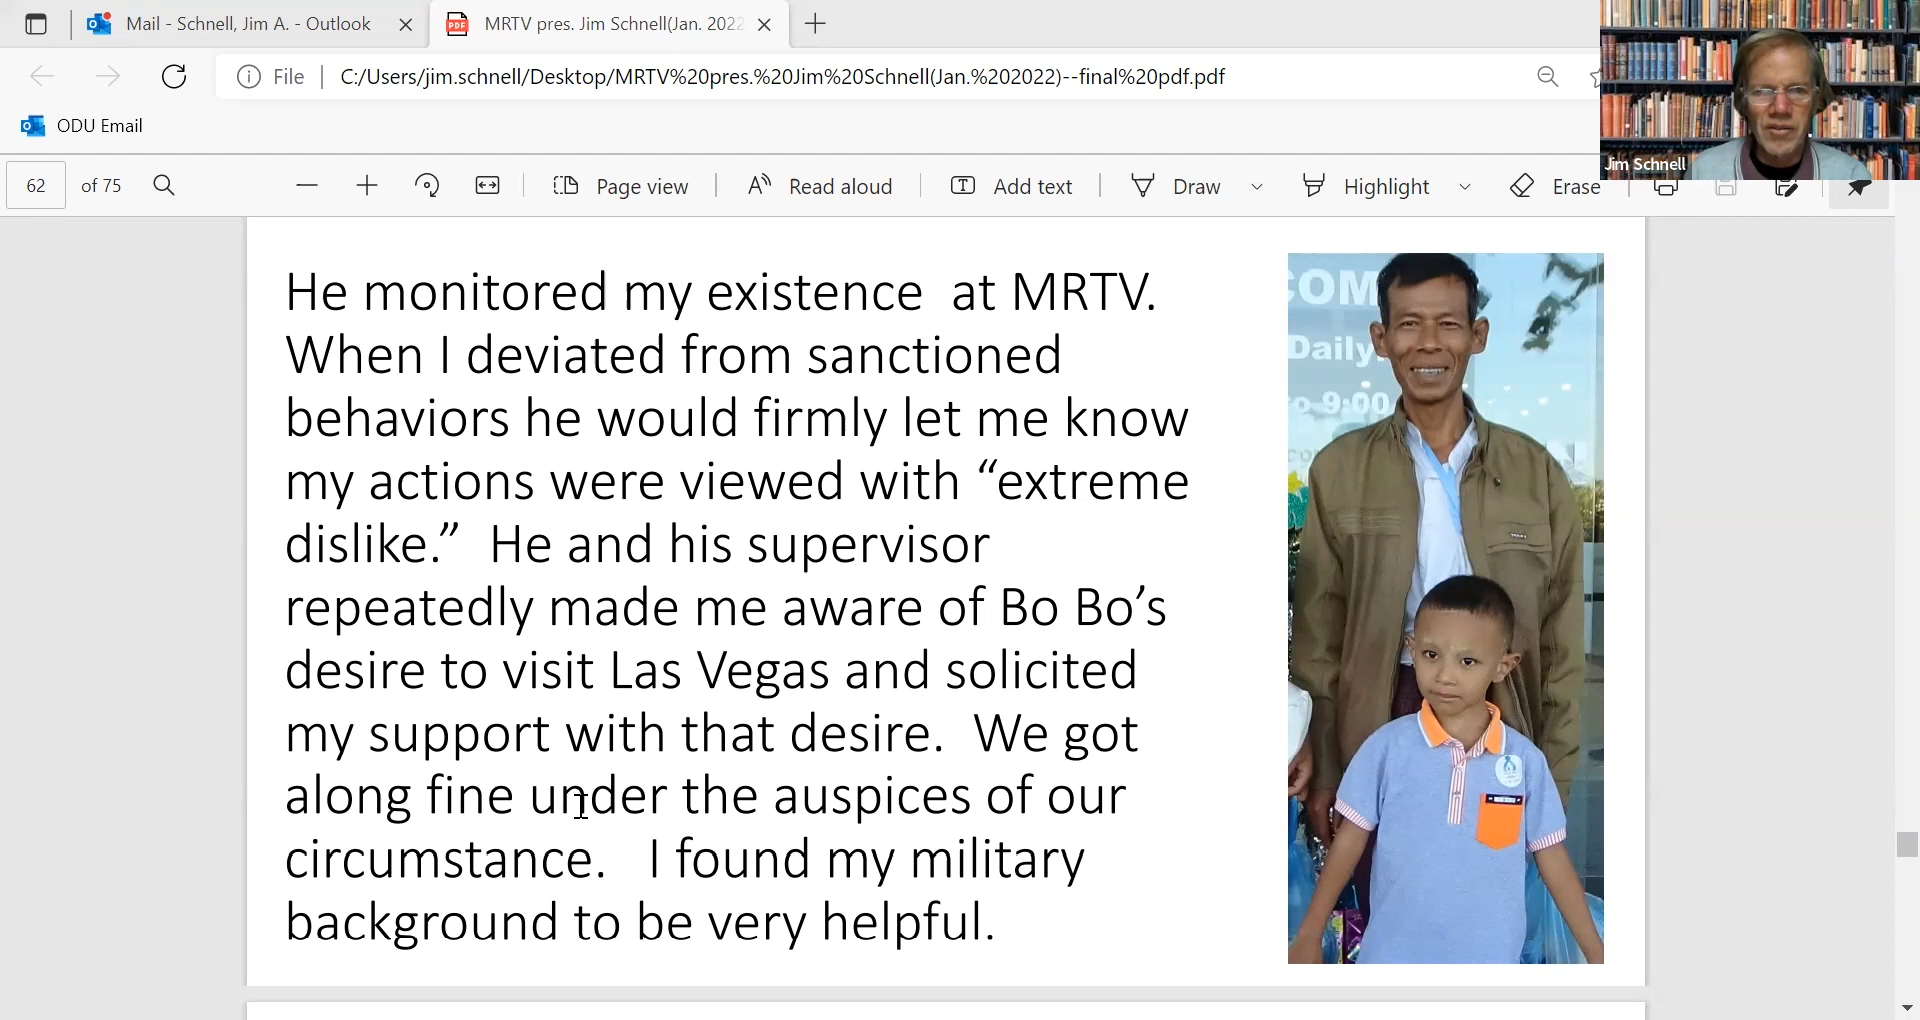 Mail - Schnell, Jim A. - Outlook
MRTV pres. Jim Schnell(Jan. 2022
File
C:/Users/jim.schnell/Desktop/MRTV%20pres.%20Jim%20Schnell(Jan.%202022)--final%20pdf.pdf
ODU Email
Jim Schnell
62 of 75
Page view
Read aloud
Add text
Draw
Highlight
Erase
He monitored my existence at MRTV.
When I deviated from sanctioned
behaviors he would firmly let me know
my actions were viewed with “extreme
dislike.” He and his supervisor
repeatedly made me aware of Bo Bo’s
desire to visit Las Vegas and solicited
my support with that desire. We got
along fine under the auspices of our
circumstance. I found my military
background to be very helpful.
COM
Daily
to 9:00